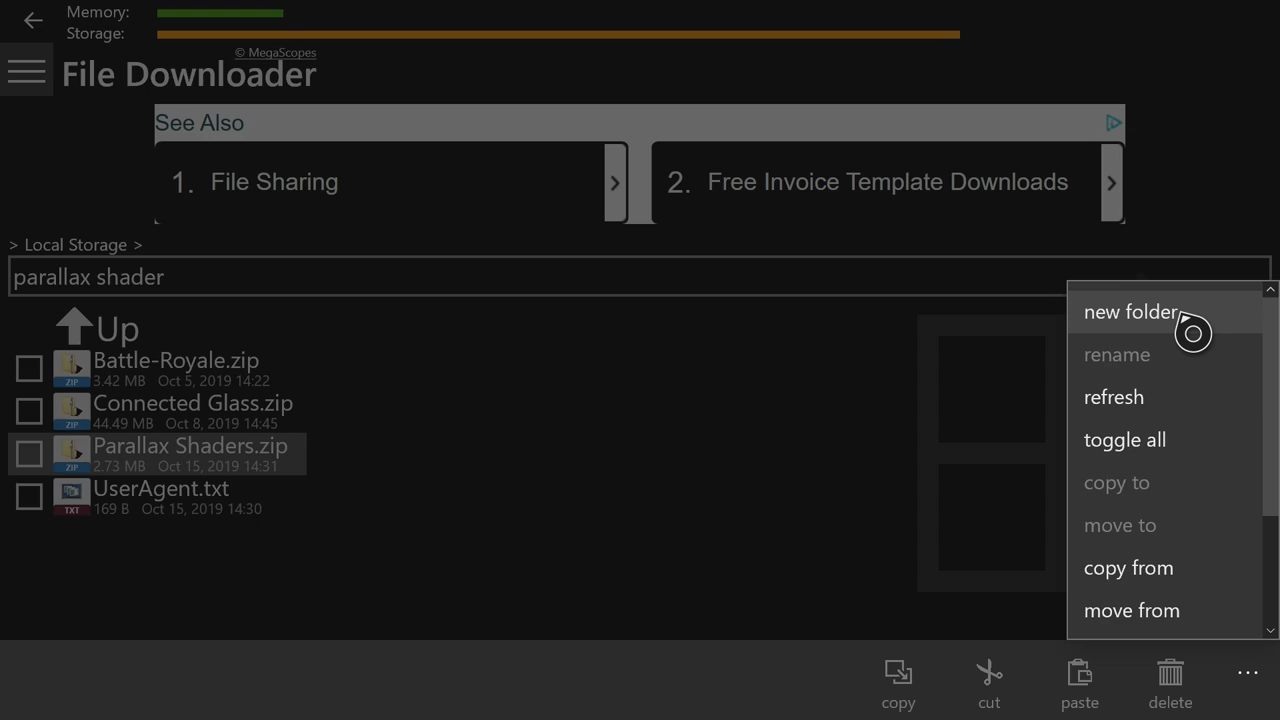 Memory:
Storage:
© MegaScopes
File Downloader
See Also
1. File Sharing
2. Free Invoice Template Downloads
> Local Storage >
parallax shader
Up
Battle-Royale.zip
ZIP 3.42 MB Oct 5, 2019 14:22
Connected Glass.zip
ZIP 44.49 MB Oct 8, 2019 14:45
Parallax Shaders.zip
ZIP 2.73 MB Oct 15, 2019 14:31
UserAgent.txt
TXT 169 B Oct 15, 2019 14:30
new folder
rename
refresh
toggle all
copy to
move to
copy from
move from
copy cut paste delete